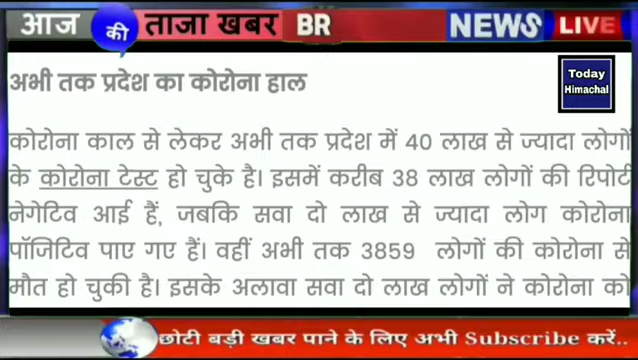 आज की ताजा खबर BR NEWS LIVE
अभी तक प्रदेश का कोरोना हाल
Today
Himachal
कोरोना काल से लेकर अभी तक प्रदेश में 40 लाख से ज्यादा लोगों
के कोरोना टेस्ट हो चुके है। इसमें करीब 38 लाख लोगों की रिपोर्ट
नेगेटिव आई हैं, जबकि सवा दो लाख से ज्यादा लोग कोरोना
पॉजिटिव पाए गए हैं। वहीं अभी तक 3859 लोगों की कोरोना से
मौत हो चुकी है। इसके अलावा सवा दो लाख लोगों ने कोरोना को
छोटी बड़ी खबर पाने के लिए अभी Subscribe करें..